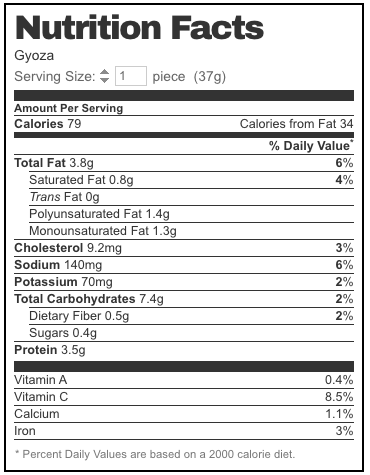 Nutrition Facts
Gyoza
Serving Size: 1 piece (37g)
Amount Per Serving
Calories 79 Calories from Fat 34
% Daily Value*
Total Fat 3.8g 6%
Saturated Fat 0.8g 4%
Trans Fat 0g
Polyunsaturated Fat 1.4g
Monounsaturated Fat 1.3g
Cholesterol 9.2mg 3%
Sodium 140mg 6%
Potassium 70mg 2%
Total Carbohydrates 7.4g 2%
Dietary Fiber 0.5g 2%
Sugars 0.4g
Protein 3.5g
Vitamin A 0.4%
Vitamin C 8.5%
Calcium 1.1%
Iron 3%
* Percent Daily Values are based on a 2000 calorie diet.